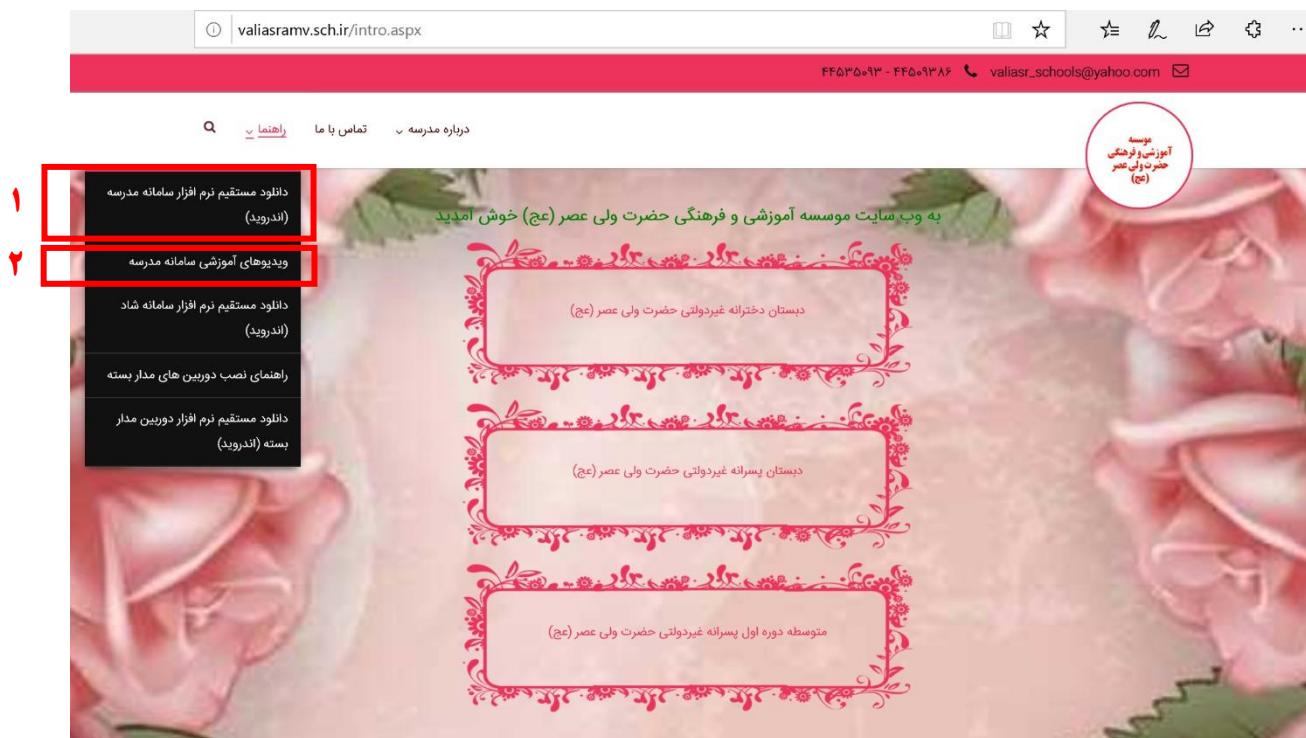 valiasramv.sch.ir/intro.aspx
valiasr_schools@yahoo.com ۴۴۵۳۵۰۹۳ - ۴۴۵۰۹۳۸۶
موسسه
آموزشی و فرهنگی
حضرت ولی عصر
(عج)
درباره مدرسه تماس با ما راهنما
۱
دانلود مستقیم نرم افزار سامانه مدرسه
(اندروید)
۲
ویدیوهای آموزشی سامانه مدرسه
دانلود مستقیم نرم افزار سامانه شاد
(اندروید)
راهنمای نصب دوربین های مدار بسته
دانلود مستقیم نرم افزار دوربین مدار
بسته (اندروید)
به وب سایت موسسه آموزشی و فرهنگی حضرت ولی عصر (عج) خوش آمدید
دبستان دخترانه غیردولتی حضرت ولی عصر (عج)
دبستان پسرانه غیردولتی حضرت ولی عصر (عج)
متوسطه دوره اول پسرانه غیردولتی حضرت ولی عصر (عج)